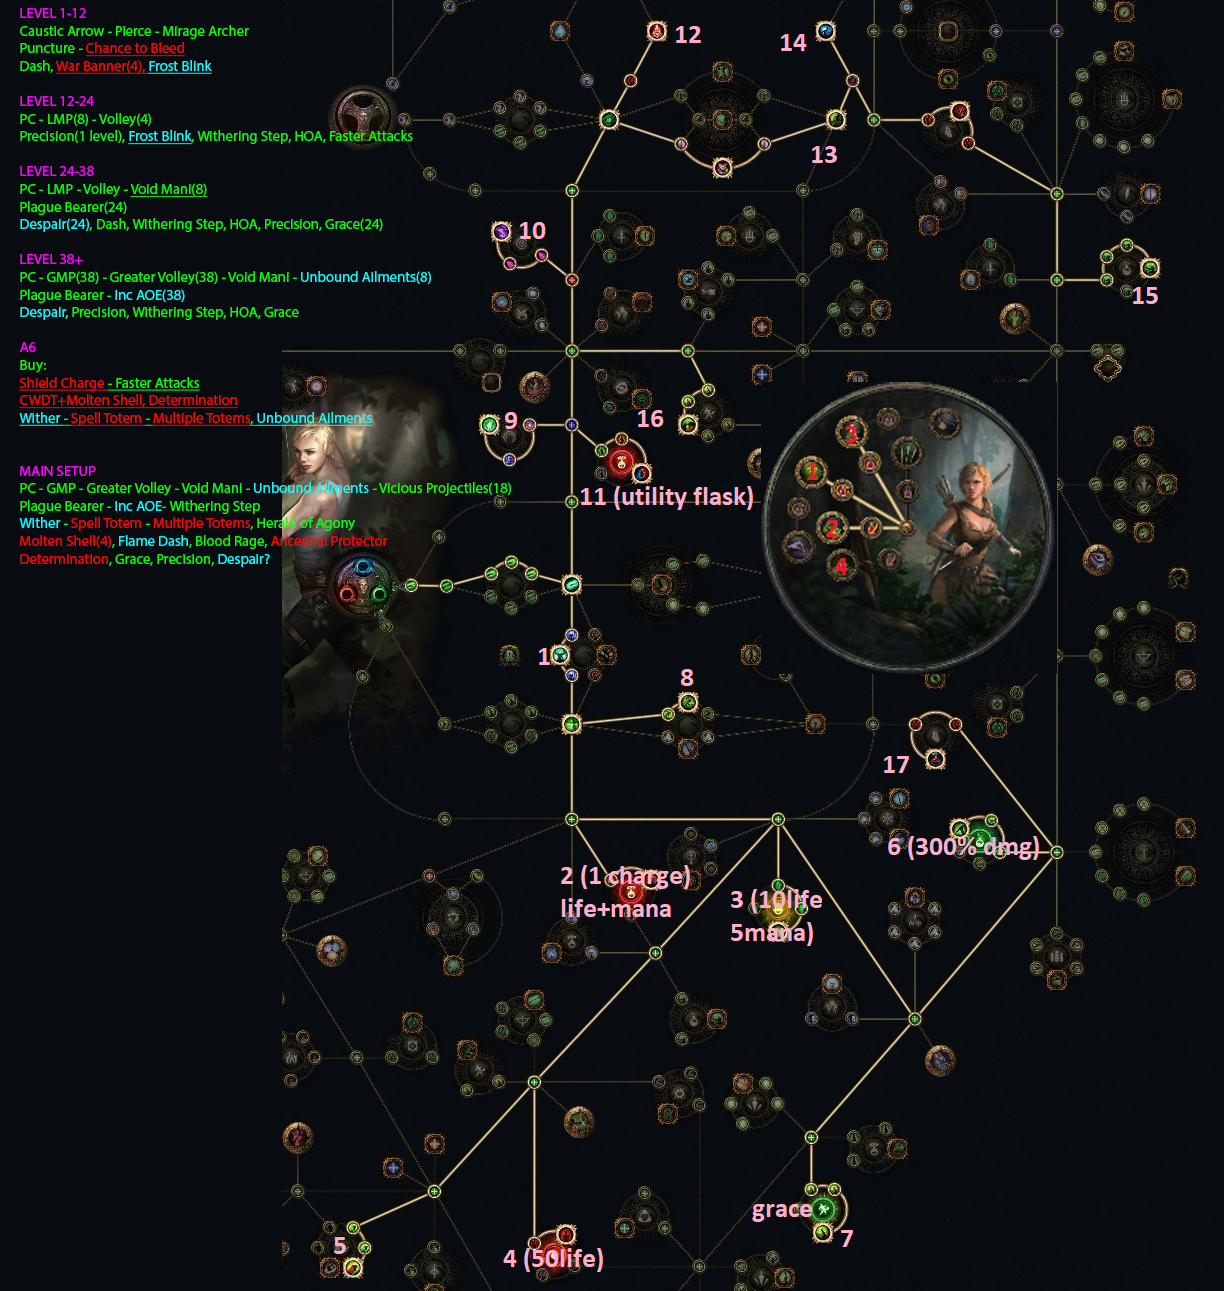 LEVEL 1-12
Caustic Arrow - Pierce - Mirage Archer
Puncture - Chance to Bleed
Dash, War Banner(4), Frost Blink
LEVEL 12-24
PC - LMP(8) - Volley(4)
Precision(1 level), Frost Blink, Withering Step, HOA, Faster Attacks
LEVEL 24-38
PC - LMP - Volley - Void Mani(8)
Plague Bearer(24)
Despair(24), Dash, Withering Step, HOA, Precision, Grace(24)
LEVEL 38+
PC - GMP(38) - Greater Volley(38) - Void Mani - Unbound Ailments(8)
Plague Bearer - Inc AOE(38)
Despair, Precision, Withering Step, HOA, Grace
A6
Buy:
Shield Charge - Faster Attacks
CWDT+Molten Shell, Determination
Wither - Spell Totem - Multiple Totems, Unbound Ailments
MAIN SETUP
PC - GMP - Greater Volley - Void Mani - Unbound Ailments -Vicious Projectiles(18)
Plague Bearer - Inc AOE- Withering Step
Wither - Spell Totem - Multiple Totems, Herald of Agony
Molten Shell(4), Flame Dash, Blood Rage, Ancestral Protector
Determination, Grace, Precision, Despair?
12
14
13
10
15
9
16
11 (utility flask)
3
1
2
4
1
8
17
6 (300% dmg)
2 (1 charge)
life+mana
3 (10life
5mana)
grace
7
5
4 (50life)